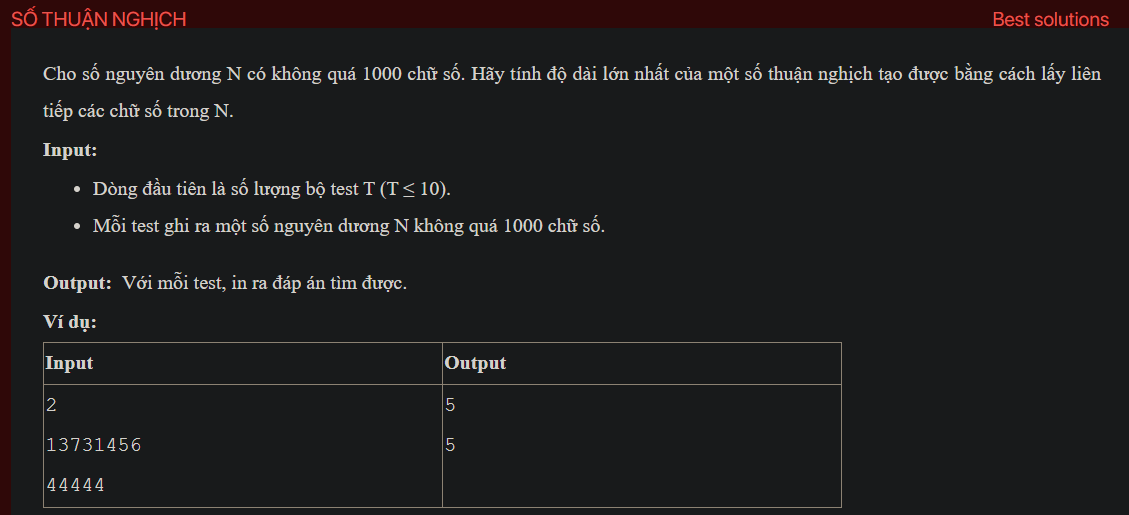 SỐ THUẬN NGHỊCH
Best solutions
Cho số nguyên dương N có không quá 1000 chữ số. Hãy tính độ dài lớn nhất của một số thuận nghịch tạo được bằng cách lấy liên
tiếp các chữ số trong N.
Input:
• Dòng đầu tiên là số lượng bộ test T (T ≤ 10).
• Mỗi test ghi ra một số nguyên dương N không quá 1000 chữ số.
Output: Với mỗi test, in ra đáp án tìm được.
Ví dụ:
Input Output
2 5
13731456 5
44444